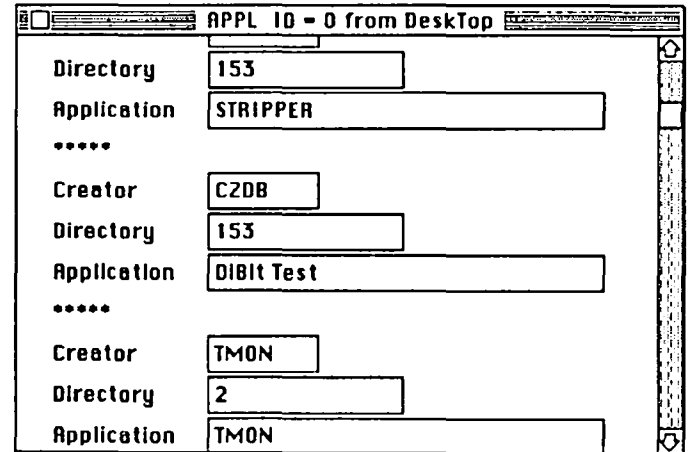 APPL ID = 0 from DeskTop
Directory 153
Application STRIPPER
*****
Creator CZDB
Directory 153
Application DIBit Test
*****
Creator TMON
Directory 2
Application TMON